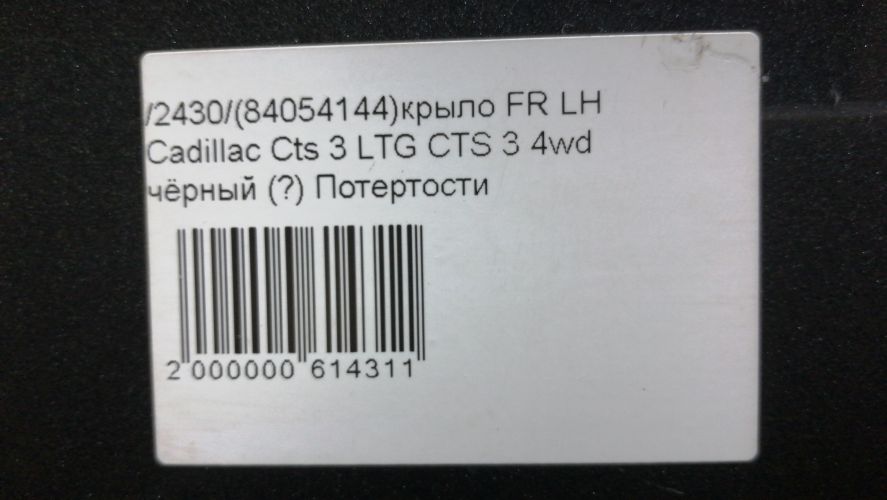 /2430/(84054144)крыло FR LH
Cadillac Cts 3 LTG CTS 3 4wd
чёрный (?) Потертости
2 000000 614311